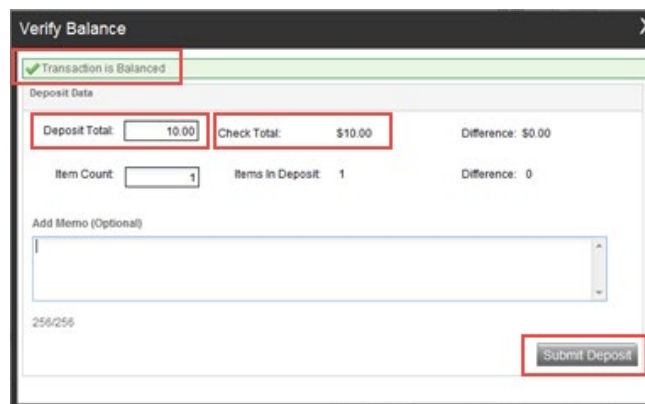 Verify Balance X
Transaction is Balanced
Deposit Data
Deposit Total: 10.00 Check Total: $10.00 Difference: $0.00
Item Count: 1 Items In Deposit: 1 Difference: 0
Add Memo (Optional)
256/256
Submit Deposit